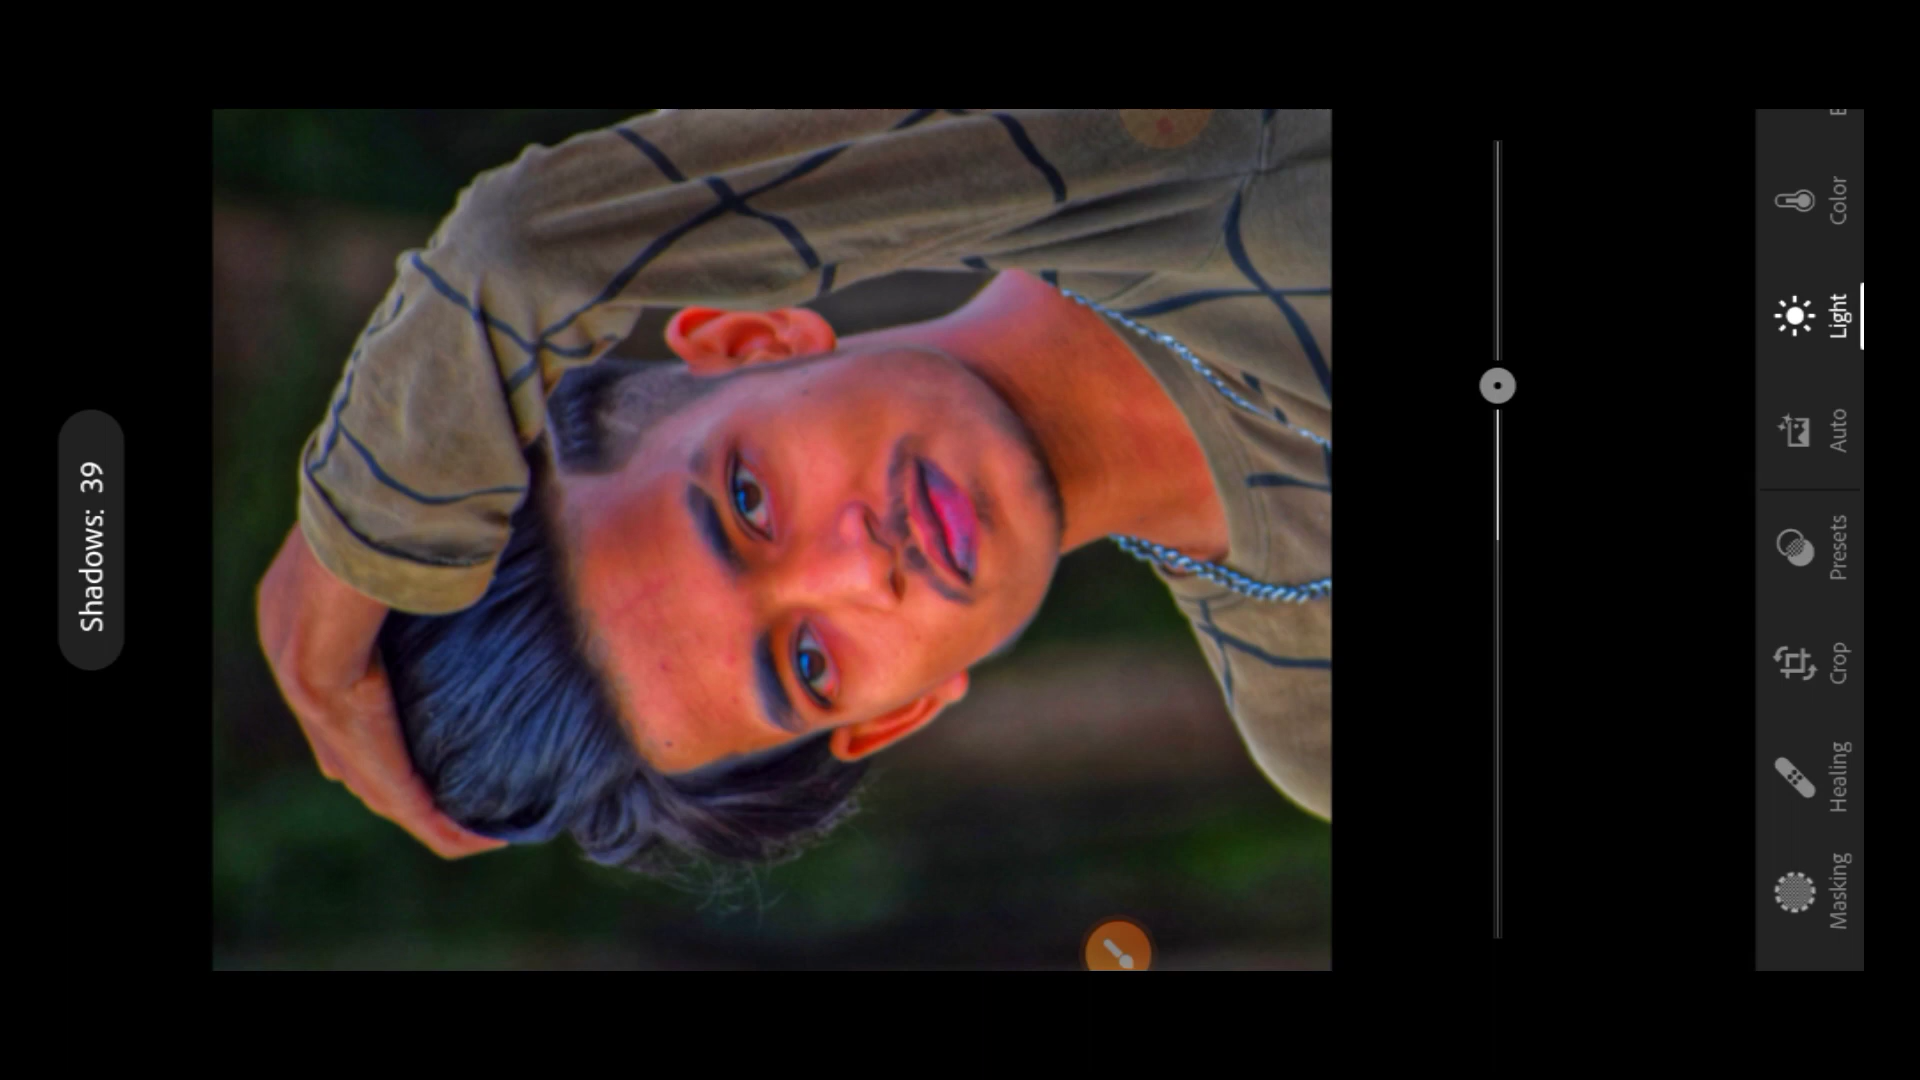 Shadows: 39
Masking
Healing
Crop
Presets
Auto
Light
Color